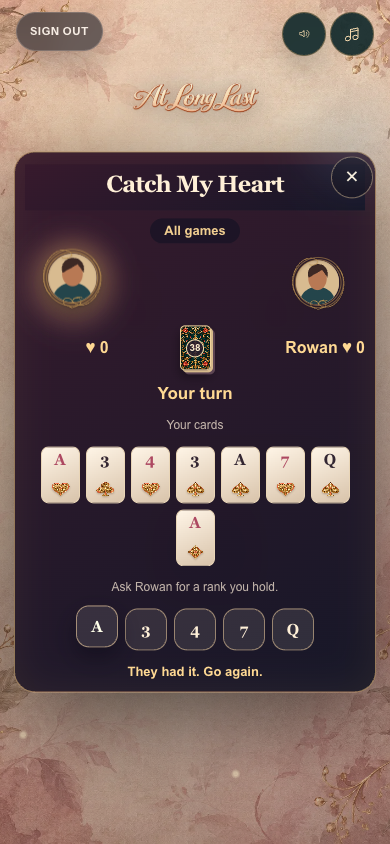 SIGN OUT
At Long Last
Catch My Heart
✕
All games
♥ 0
Rowan ♥ 0
38
Your turn
Your cards
A 3 4 3 A 7 Q
A
Ask Rowan for a rank you hold.
A 3 4 7 Q
They had it. Go again.